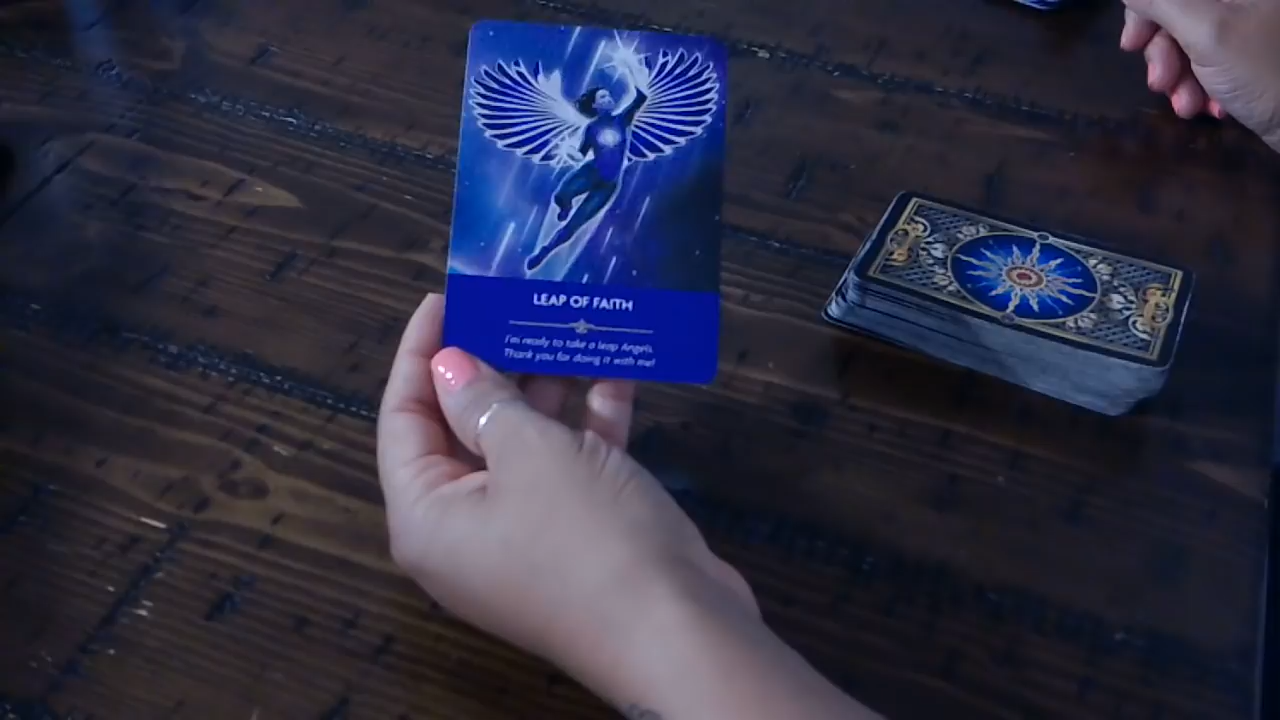 LEAP OF FAITH
I'm ready to take a leap Angels.
Thank you for doing it with me!